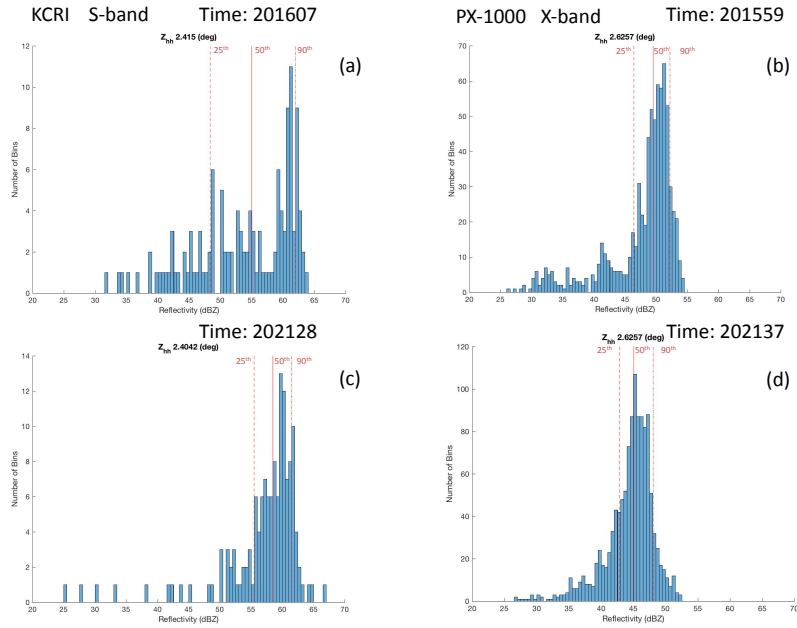 KCRI S-band Time: 201607 PX-1000 X-band Time: 201559
Zhh 2.415 (deg)
25th 50th 90th
(a)
Number of Bins
12
10
8
6
4
2
0
20 25 30 35 40 45 50 55 60 65 70
Reflectivity (dBZ)
Zhh 2.6257 (deg)
25th 50th 90th
(b)
Number of Bins
70
60
50
40
30
20
10
0
20 25 30 35 40 45 50 55 60 65 70
Reflectivity (dBZ)
Time: 202128 Time: 202137
Zhh 2.4042 (deg)
25th 50th 90th
(c)
Number of Bins
14
12
10
8
6
4
2
0
20 25 30 35 40 45 50 55 60 65 70
Reflectivity (dBZ)
Zhh 2.6257 (deg)
25th 50th 90th
(d)
Number of Bins
120
100
80
60
40
20
0
20 25 30 35 40 45 50 55 60 65 70
Reflectivity (dBZ)